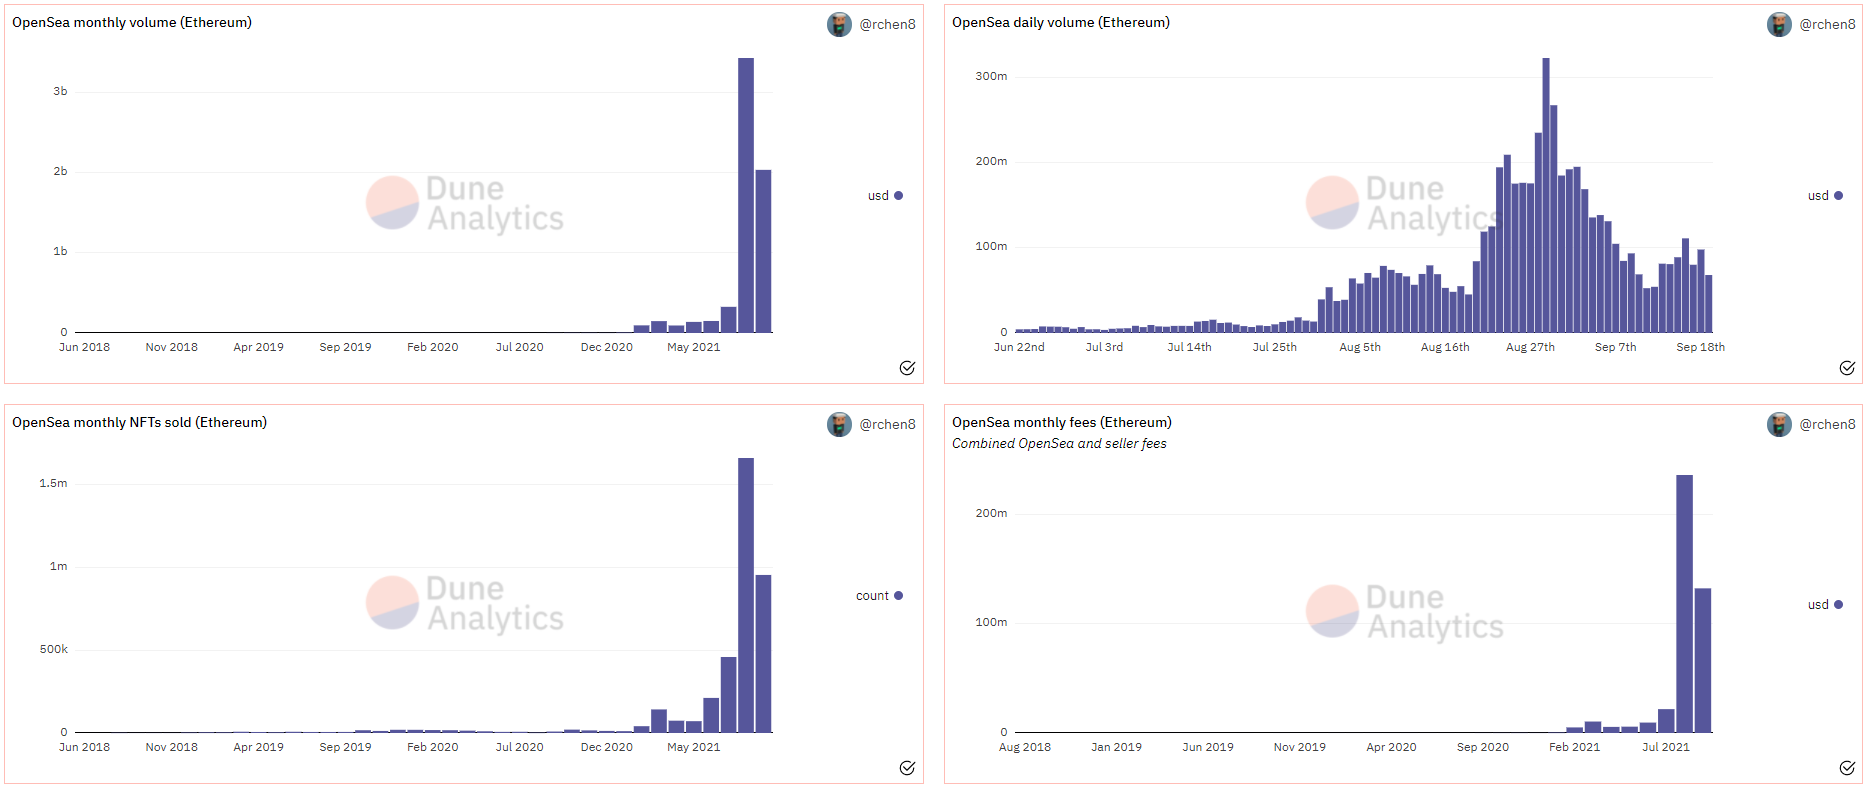 OpenSea monthly volume (Ethereum)
@rchen8
3b
2b
1b
0
Jun 2018 Nov 2018 Apr 2019 Sep 2019 Feb 2020 Jul 2020 Dec 2020 May 2021
usd
Dune
Analytics
OpenSea daily volume (Ethereum)
@rchen8
300m
200m
100m
0
Jun 22nd Jul 3rd Jul 14th Jul 25th Aug 5th Aug 16th Aug 27th Sep 7th Sep 18th
usd
Dune
Analytics
OpenSea monthly NFTs sold (Ethereum)
@rchen8
1.5m
1m
500k
0
Jun 2018 Nov 2018 Apr 2019 Sep 2019 Feb 2020 Jul 2020 Dec 2020 May 2021
count
Dune
Analytics
OpenSea monthly fees (Ethereum)
Combined OpenSea and seller fees
@rchen8
200m
100m
0
Aug 2018 Jan 2019 Jun 2019 Nov 2019 Apr 2020 Sep 2020 Feb 2021 Jul 2021
usd
Dune
Analytics